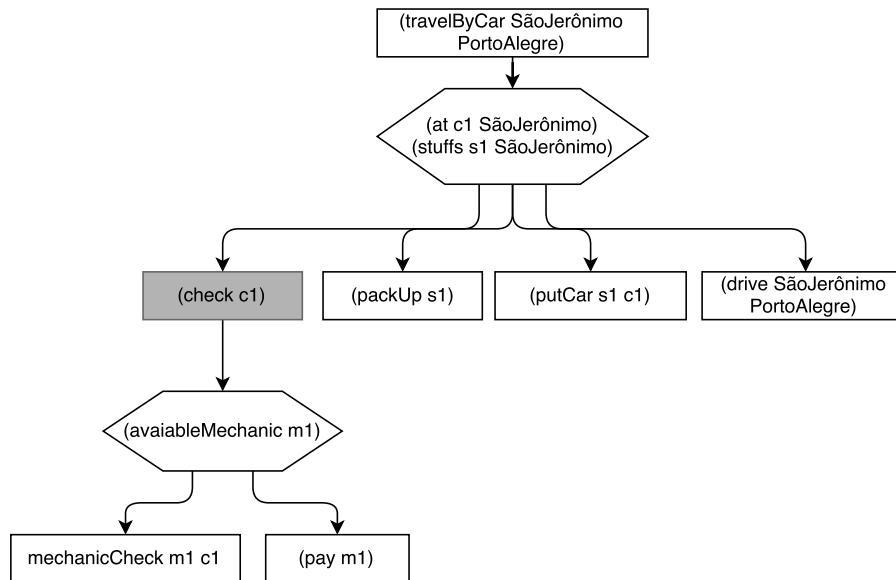 (travelByCar SãoJerônimo
PortoAlegre)
(at c1 SãoJerônimo)
(stuffs s1 SãoJerônimo)
(check c1)
(packUp s1)
(putCar s1 c1)
(drive SãoJerônimo
PortoAlegre)
(avaiableMechanic m1)
mechanicCheck m1 c1
(pay m1)